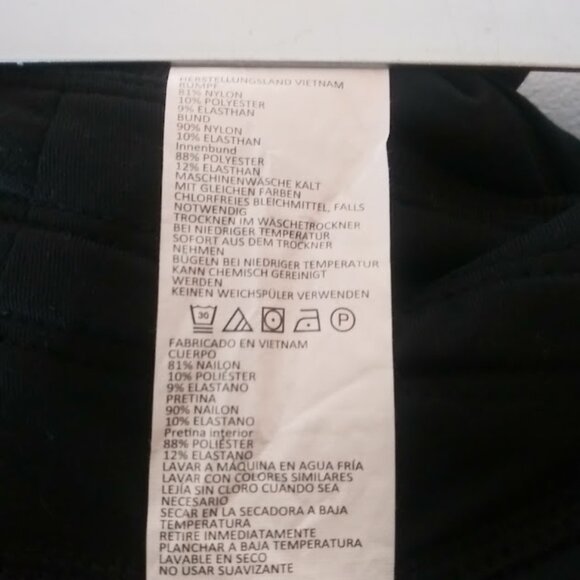 HERSTELLUNGSLAND VIETNAM
RUMPF
81% NYLON
10% POLYESTER
9% ELASTHAN
BUND
90% NYLON
10% ELASTHAN
Innenbund
88% POLYESTER
12% ELASTHAN
MASCHINENWÄSCHE KALT
MIT GLEICHEN FARBEN
CHLORFREIES BLEICHMITTEL, FALLS
NOTWENDIG
TROCKNEN IM WÄSCHETROCKNER
BEI NIEDRIGER TEMPERATUR
SOFORT AUS DEM TROCKNER
NEHMEN
BÜGELN BEI NIEDRIGER TEMPERATUR
KANN CHEMISCH GEREINIGT
WERDEN
KEINEN WEICHSPÜLER VERWENDEN
30 P
FABRICADO EN VIETNAM
CUERPO
81% NAILON
10% POLIÉSTER
9% ELASTANO
PRETINA
90% NAILON
10% ELASTANO
Pretina interior
88% POLIÉSTER
12% ELASTANO
LAVAR A MÁQUINA EN AGUA FRÍA
LAVAR CON COLORES SIMILARES
LEJÍA SIN CLORO CUANDO SEA
NECESARIO
SECAR EN LA SECADORA A BAJA
TEMPERATURA
RETIRE INMEDIATAMENTE
PLANCHAR A BAJA TEMPERATURA
LAVABLE EN SECO
NO USAR SUAVIZANTE